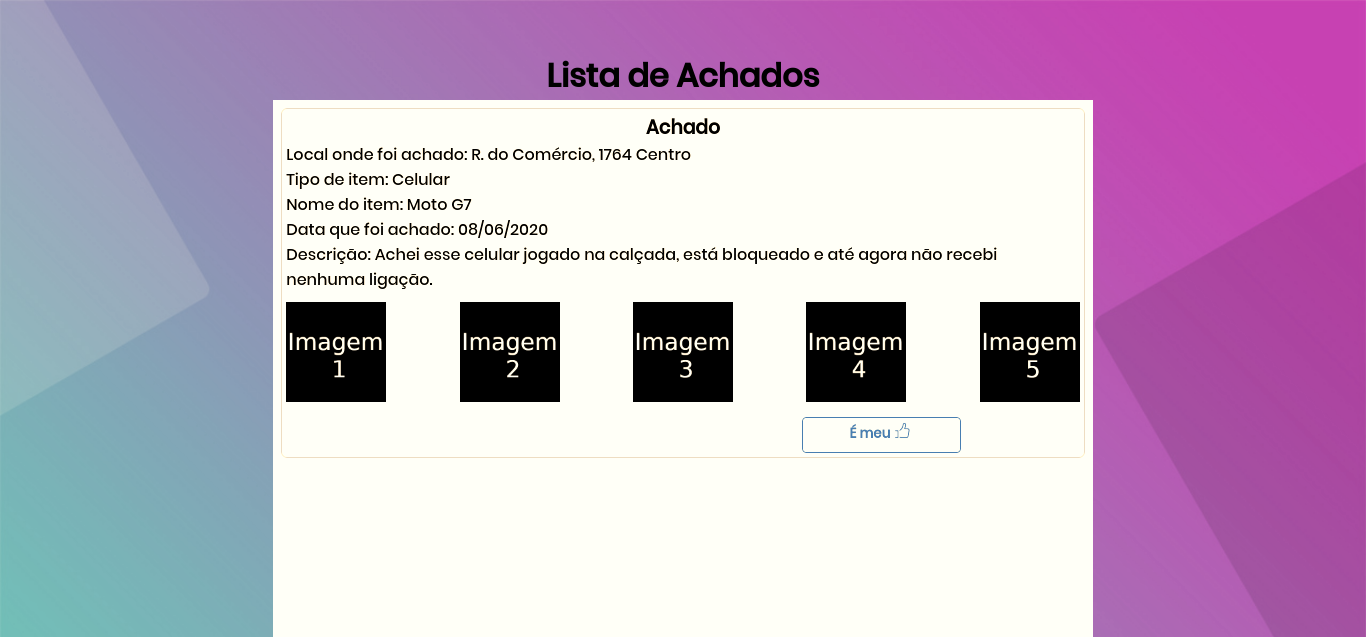 Lista de Achados
Achado
Local onde foi achado: R. do Comércio, 1764 Centro
Tipo de item: Celular
Nome do item: Moto G7
Data que foi achado: 08/06/2020
Descrição: Achei esse celular jogado na calçada, está bloqueado e até agora não recebi
nenhuma ligação.
Imagem 1
Imagem 2
Imagem 3
Imagem 4
Imagem 5
É meu